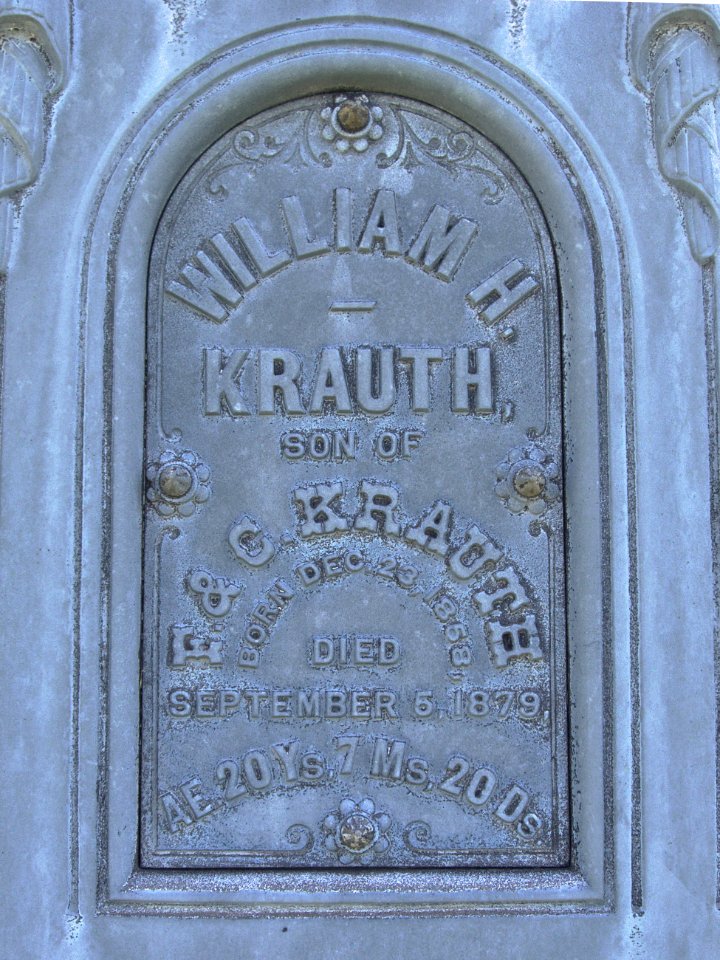 WILLIAM H.
KRAUTH,
SON OF
F. & C. KRAUTH
BORN DEC. 23, 1858,
DIED
SEPTEMBER 5, 1879,
AE. 20 Ys, 7 Ms, 20 Ds.